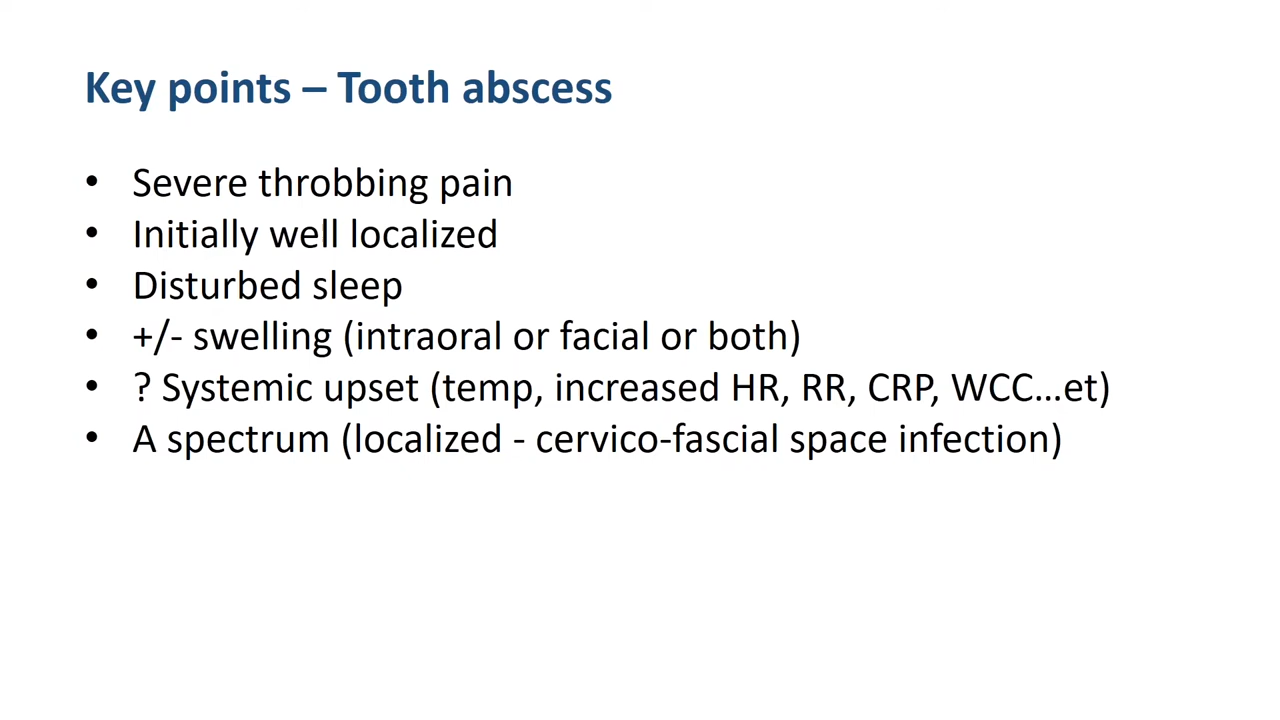 Key points – Tooth abscess
• Severe throbbing pain
• Initially well localized
• Disturbed sleep
• +/- swelling (intraoral or facial or both)
• ? Systemic upset (temp, increased HR, RR, CRP, WCC...et)
• A spectrum (localized - cervico-fascial space infection)